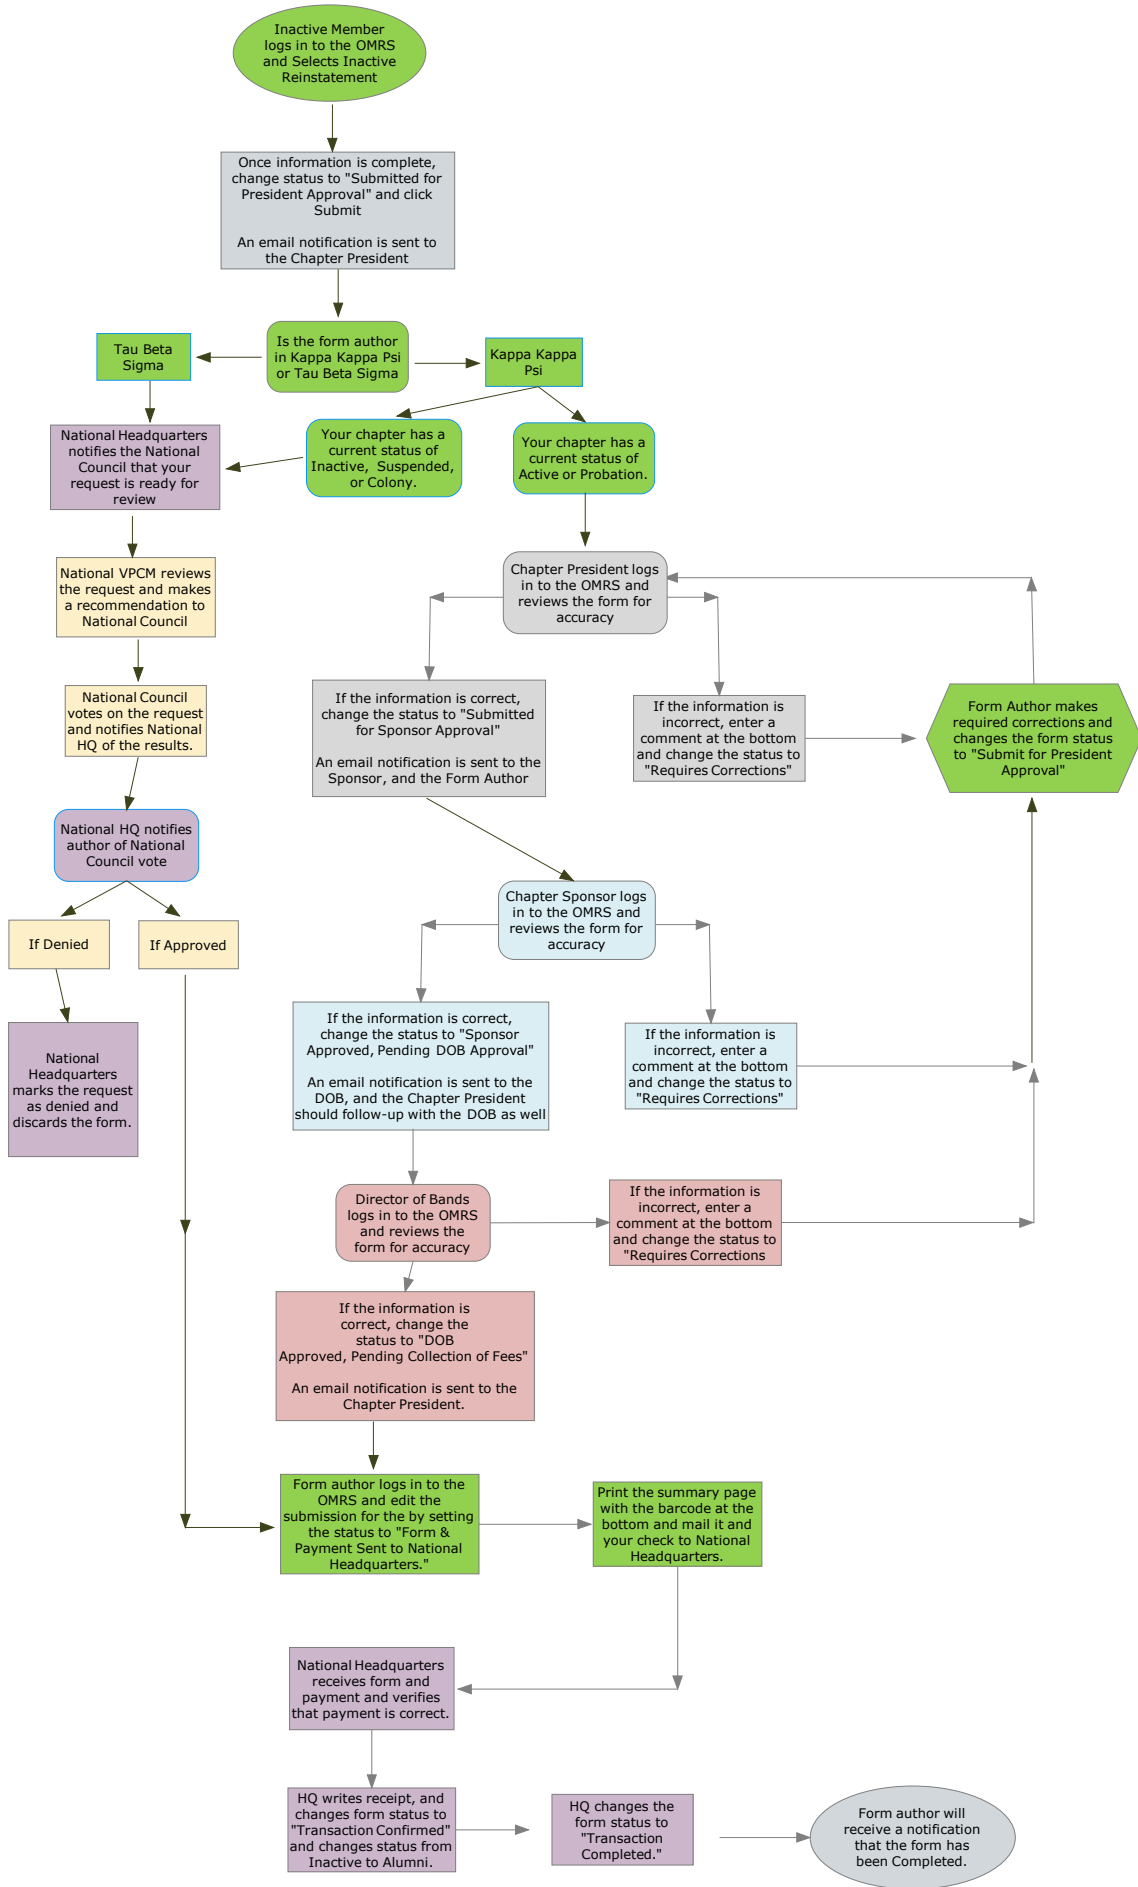 Inactive Member
logs in to the OMRS
and Selects Inactive
Reinstatement
Once information is complete,
change status to "Submitted for
President Approval" and click
Submit
An email notification is sent to
the Chapter President
Is the form author
in Kappa Kappa Psi
or Tau Beta Sigma
Tau Beta
Sigma
Kappa Kappa
Psi
National Headquarters
notifies the National
Council that your
request is ready for
review
Your chapter has a
current status of
Inactive, Suspended,
or Colony.
Your chapter has a
current status of
Active or Probation.
National VPCM reviews
the request and makes
a recommendation to
National Council
Chapter President logs
in to the OMRS and
reviews the form for
accuracy
National Council
votes on the request
and notifies National
HQ of the results.
If the information is correct,
change the status to "Submitted
for Sponsor Approval"
An email notification is sent to the
Sponsor, and the Form Author
If the information is
incorrect, enter a
comment at the bottom
and change the status to
"Requires Corrections"
Form Author makes
required corrections and
changes the form status
to "Submit for President
Approval"
National HQ notifies
author of National
Council vote
If Denied
If Approved
Chapter Sponsor logs
in to the OMRS and
reviews the form for
accuracy
National
Headquarters
marks the request
as denied and
discards the form.
If the information is correct,
change the status to "Sponsor
Approved, Pending DOB Approval"
An email notification is sent to the
DOB, and the Chapter President
should follow-up with the DOB as well
If the information is
incorrect, enter a
comment at the bottom
and change the status to
"Requires Corrections"
Director of Bands
logs in to the OMRS
and reviews the
form for accuracy
If the information is
incorrect, enter a
comment at the bottom
and change the status to
"Requires Corrections
If the information is
correct, change the
status to "DOB
Approved, Pending Collection of Fees"
An email notification is sent to the
Chapter President.
Form author logs in to the
OMRS and edit the
submission for the by setting
the status to "Form &
Payment Sent to National
Headquarters."
Print the summary page
with the barcode at the
bottom and mail it and
your check to National
Headquarters.
National Headquarters
receives form and
payment and verifies
that payment is correct.
HQ writes receipt, and
changes form status to
"Transaction Confirmed"
and changes status from
Inactive to Alumni.
HQ changes the
form status to
"Transaction
Completed."
Form author will
receive a notification
that the form has
been Completed.